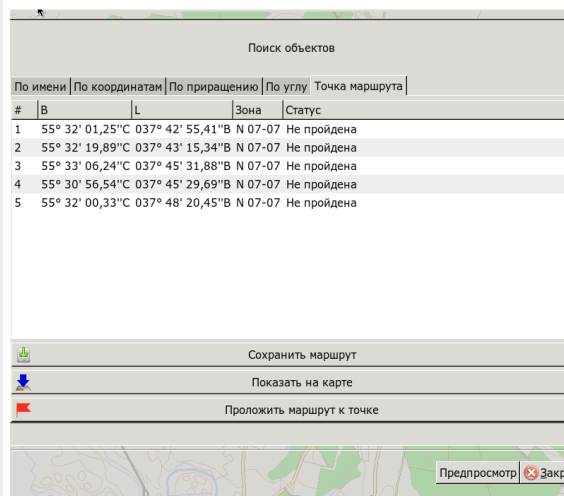 Поиск объектов
По имени По координатам По приращению По углу Точка маршрута
# B L Зона Статус
1 55° 32' 01,25''С 037° 42' 55,41''В N 07-07 Не пройдена
2 55° 32' 19,89''С 037° 43' 15,34''В N 07-07 Не пройдена
3 55° 33' 06,24''С 037° 45' 31,88''В N 07-07 Не пройдена
4 55° 30' 56,54''С 037° 45' 29,69''В N 07-07 Не пройдена
5 55° 32' 00,33''С 037° 48' 20,45''В N 07-07 Не пройдена
Сохранить маршрут
Показать на карте
Проложить маршрут к точке
Предпросмотр Закр